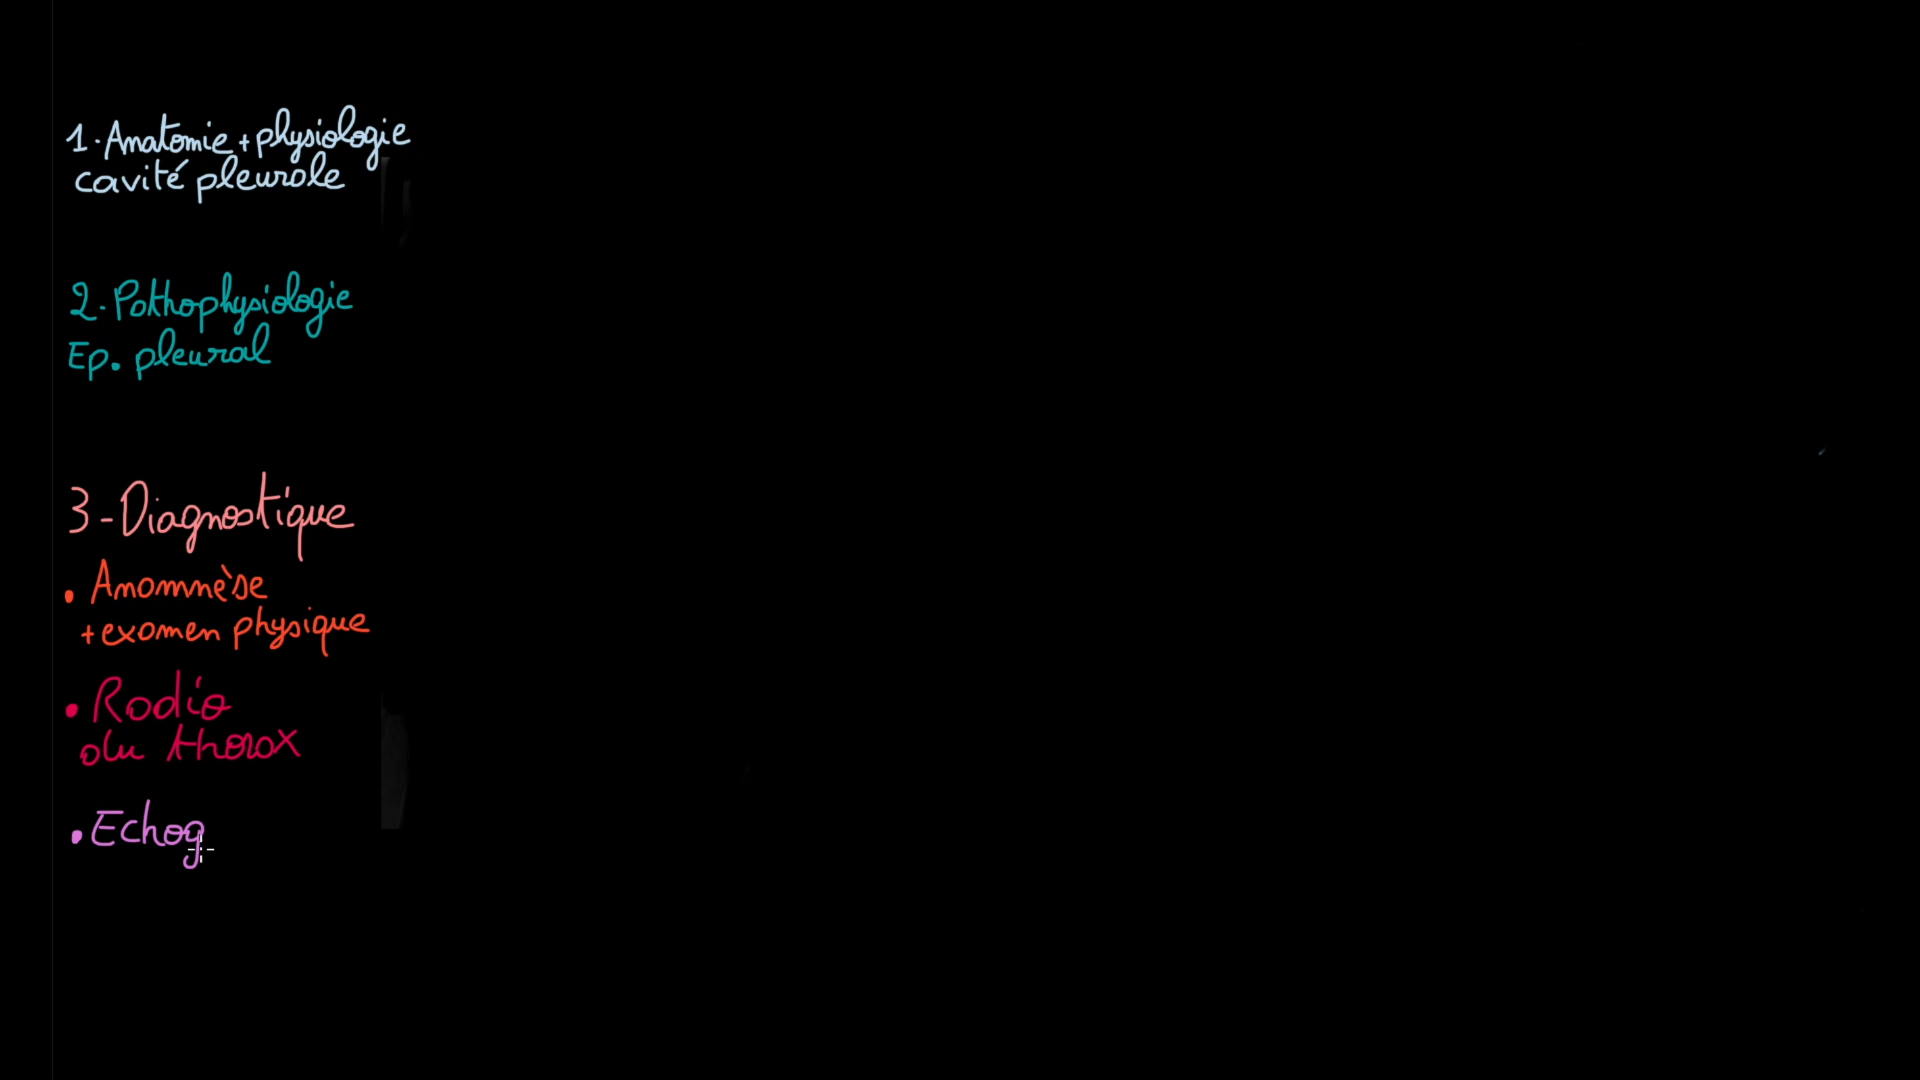 1. Anatomie + physiologie
cavité pleurale
2. Pathophysiologie
Ep. pleural
3 - Diagnostique
• Anamnèse
+ examen physique
• Radio
du thorax
• Echog